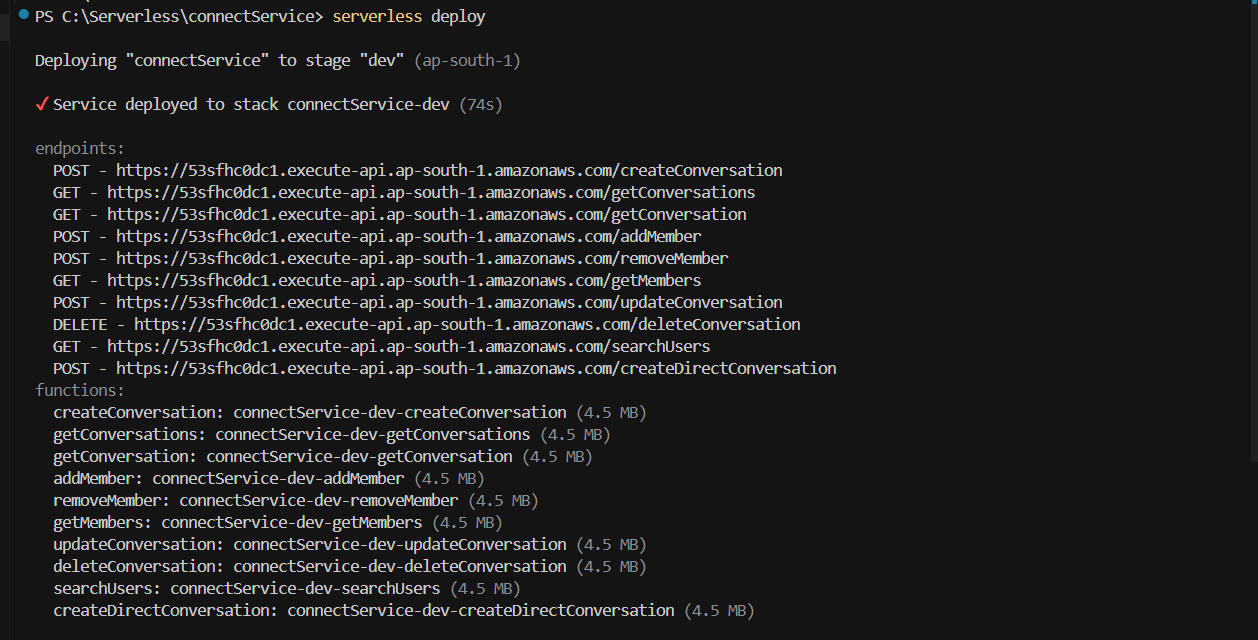 PS C:\Serverless\connectService> serverless deploy
Deploying "connectService" to stage "dev" (ap-south-1)
✓ Service deployed to stack connectService-dev (74s)
endpoints:
POST - https://53sfhc0dc1.execute-api.ap-south-1.amazonaws.com/createConversation
GET - https://53sfhc0dc1.execute-api.ap-south-1.amazonaws.com/getConversations
GET - https://53sfhc0dc1.execute-api.ap-south-1.amazonaws.com/getConversation
POST - https://53sfhc0dc1.execute-api.ap-south-1.amazonaws.com/addMember
POST - https://53sfhc0dc1.execute-api.ap-south-1.amazonaws.com/removeMember
GET - https://53sfhc0dc1.execute-api.ap-south-1.amazonaws.com/getMembers
POST - https://53sfhc0dc1.execute-api.ap-south-1.amazonaws.com/updateConversation
DELETE - https://53sfhc0dc1.execute-api.ap-south-1.amazonaws.com/deleteConversation
GET - https://53sfhc0dc1.execute-api.ap-south-1.amazonaws.com/searchUsers
POST - https://53sfhc0dc1.execute-api.ap-south-1.amazonaws.com/createDirectConversation
functions:
createConversation: connectService-dev-createConversation (4.5 MB)
getConversations: connectService-dev-getConversations (4.5 MB)
getConversation: connectService-dev-getConversation (4.5 MB)
addMember: connectService-dev-addMember (4.5 MB)
removeMember: connectService-dev-removeMember (4.5 MB)
getMembers: connectService-dev-getMembers (4.5 MB)
updateConversation: connectService-dev-updateConversation (4.5 MB)
deleteConversation: connectService-dev-deleteConversation (4.5 MB)
searchUsers: connectService-dev-searchUsers (4.5 MB)
createDirectConversation: connectService-dev-createDirectConversation (4.5 MB)